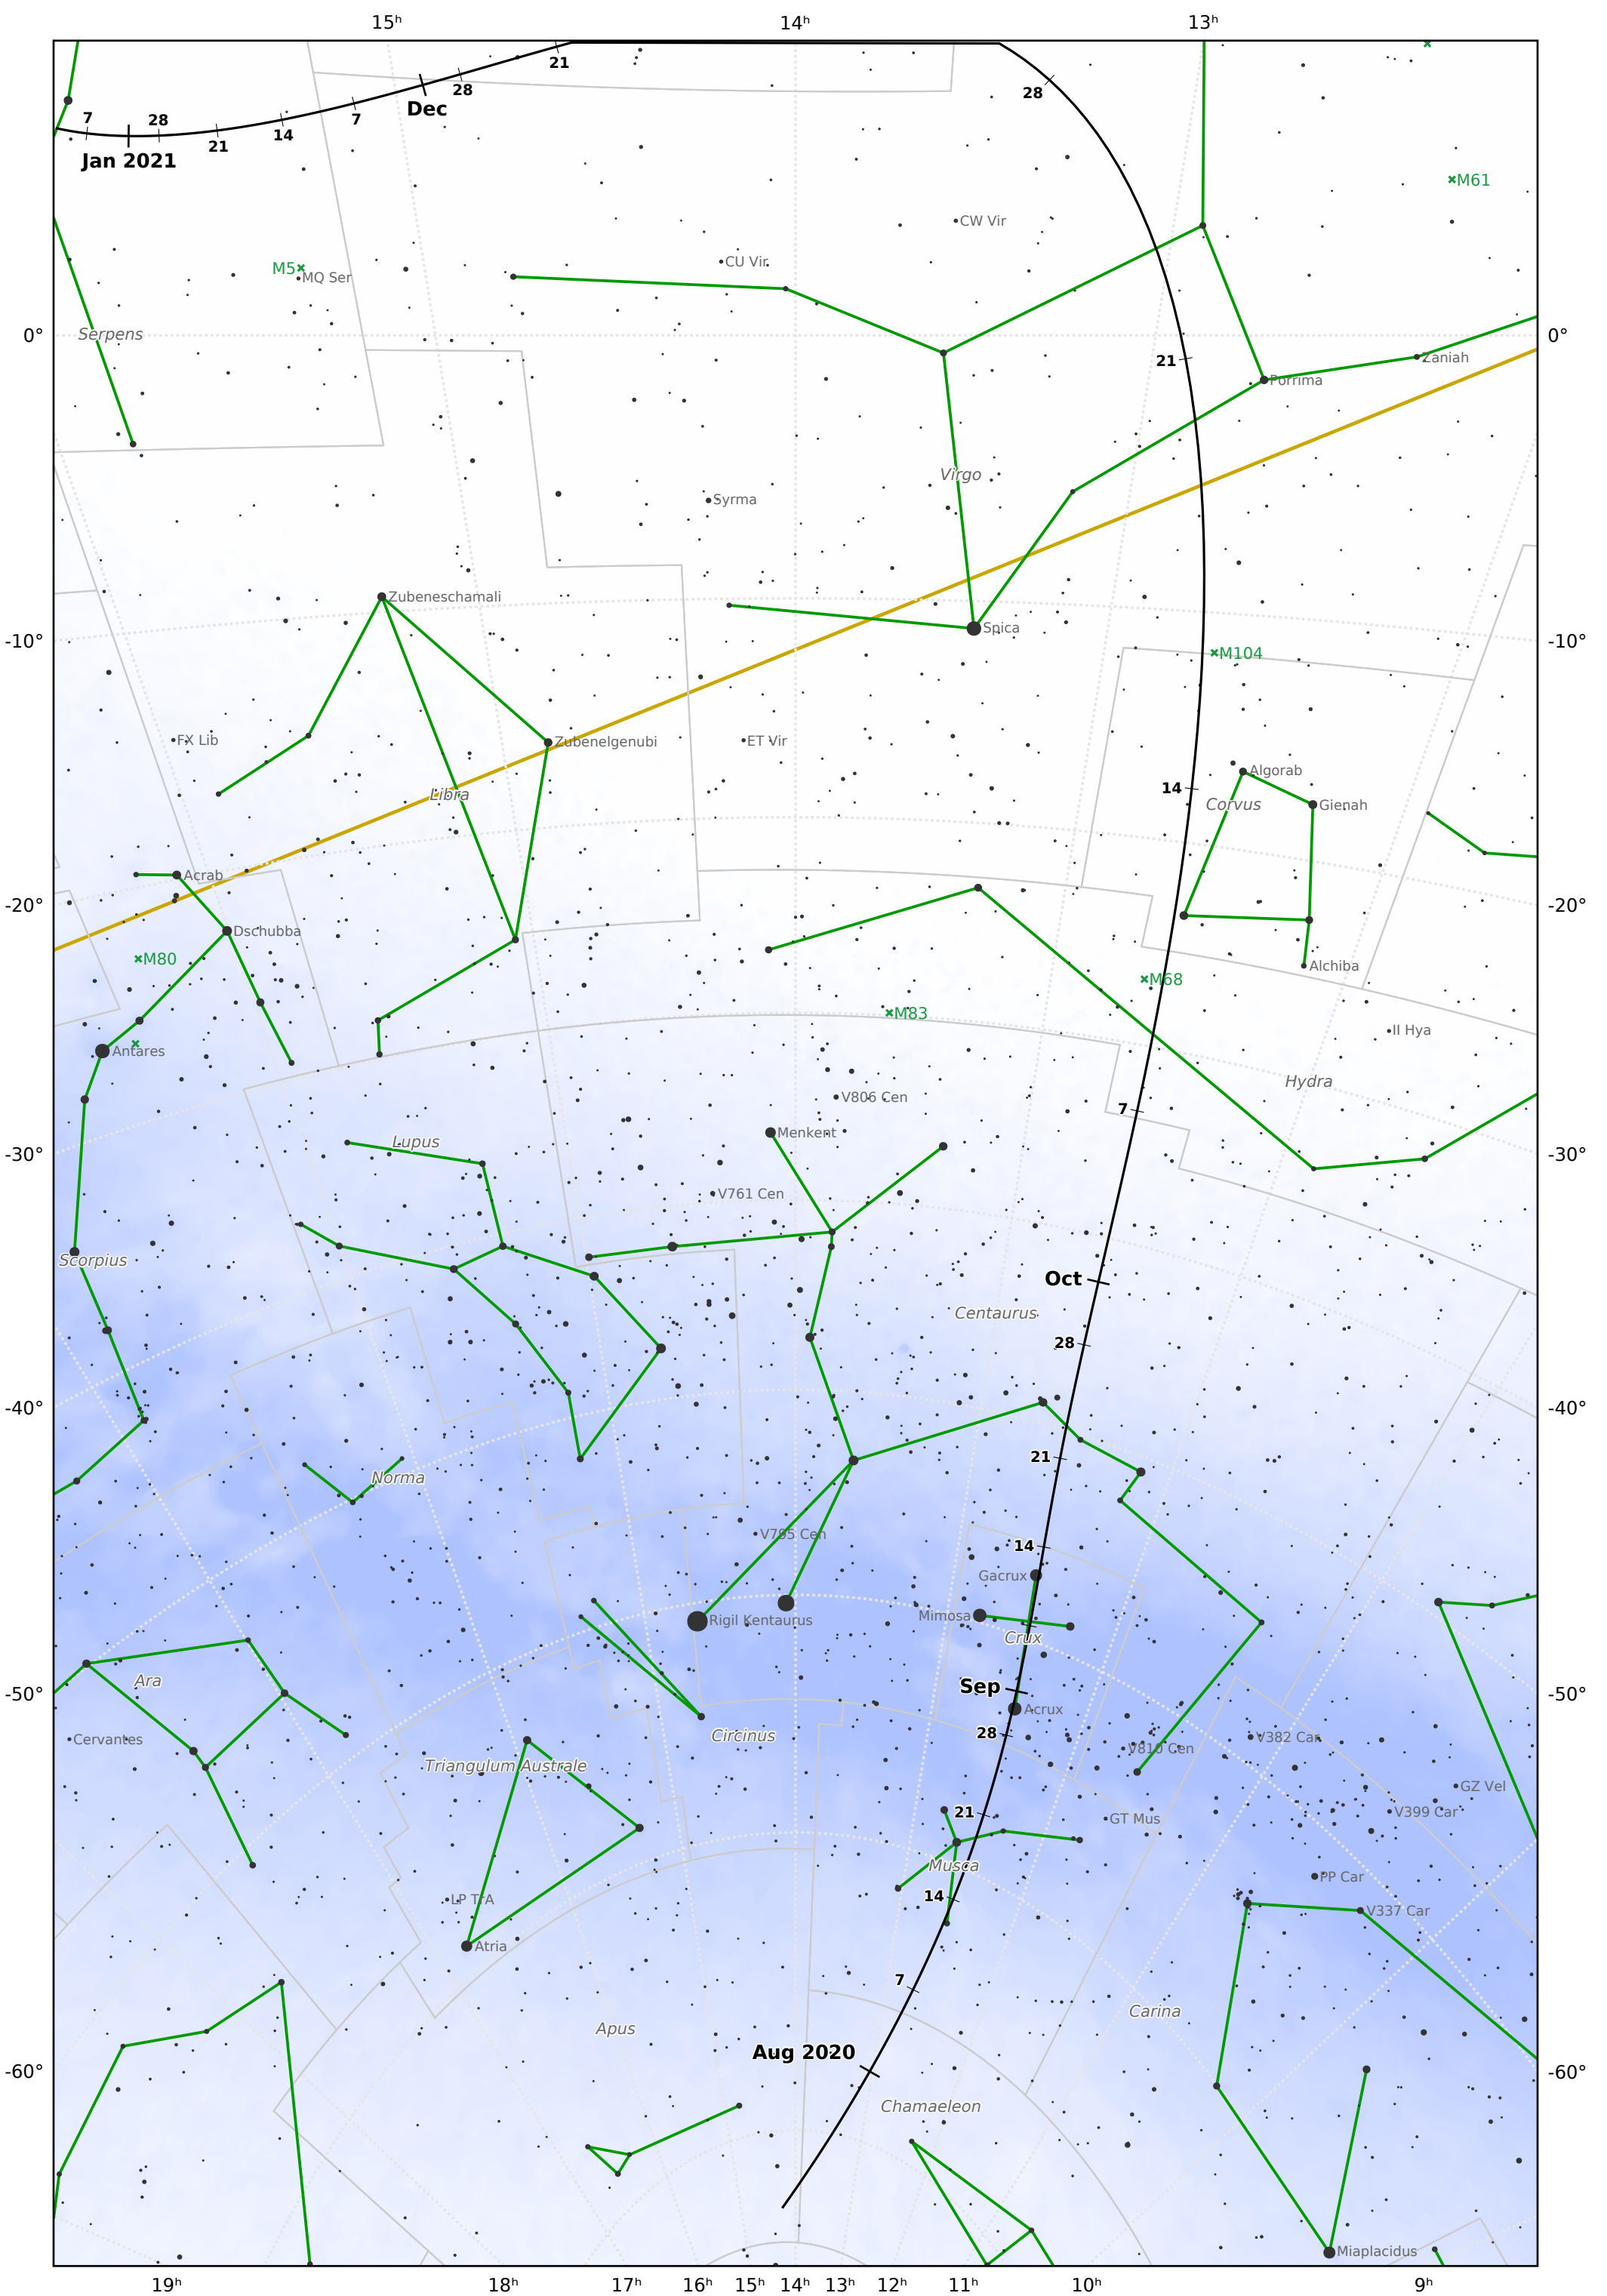 15ʰ 14ʰ 13ʰ
21
28
28
Dec
7
14
21
28
7
Jan 2021
M61
CW Vir
CU Vir
M5
MQ Ser
Serpens
0° 0°
21
Zaniah
Porrima
Virgo
Syrma
Zubeneschamali
Spica
-10° -10°
M104
FX Lib
Zubenelgenubi
ET Vir
Algorab
14
Libra
Corvus
Gienah
Acrab
-20° -20°
Dschubba
M80
Alchiba
M68
M83
II Hya
Antares
Hydra
V806 Cen
7
Menkent
Lupus
-30° -30°
V761 Cen
Scorpius
Oct
Centaurus
28
-40° -40°
21
Norma
V795 Cen
14
Gacrux
Mimosa
Rigil Kentaurus
Crux
Ara
Sep
-50° -50°
Acrux
28
Cervantes
Circinus
V382 Car
V810 Cen
Triangulum Australe
GZ Vel
21
V399 Car
GT Mus
Musca
PP Car
14
LP TrA
V337 Car
Atria
7
Carina
Apus
Aug 2020
-60° -60°
Chamaeleon
Miaplacidus
19ʰ 18ʰ 17ʰ 16ʰ 15ʰ 14ʰ 13ʰ 12ʰ 11ʰ 10ʰ 9ʰ